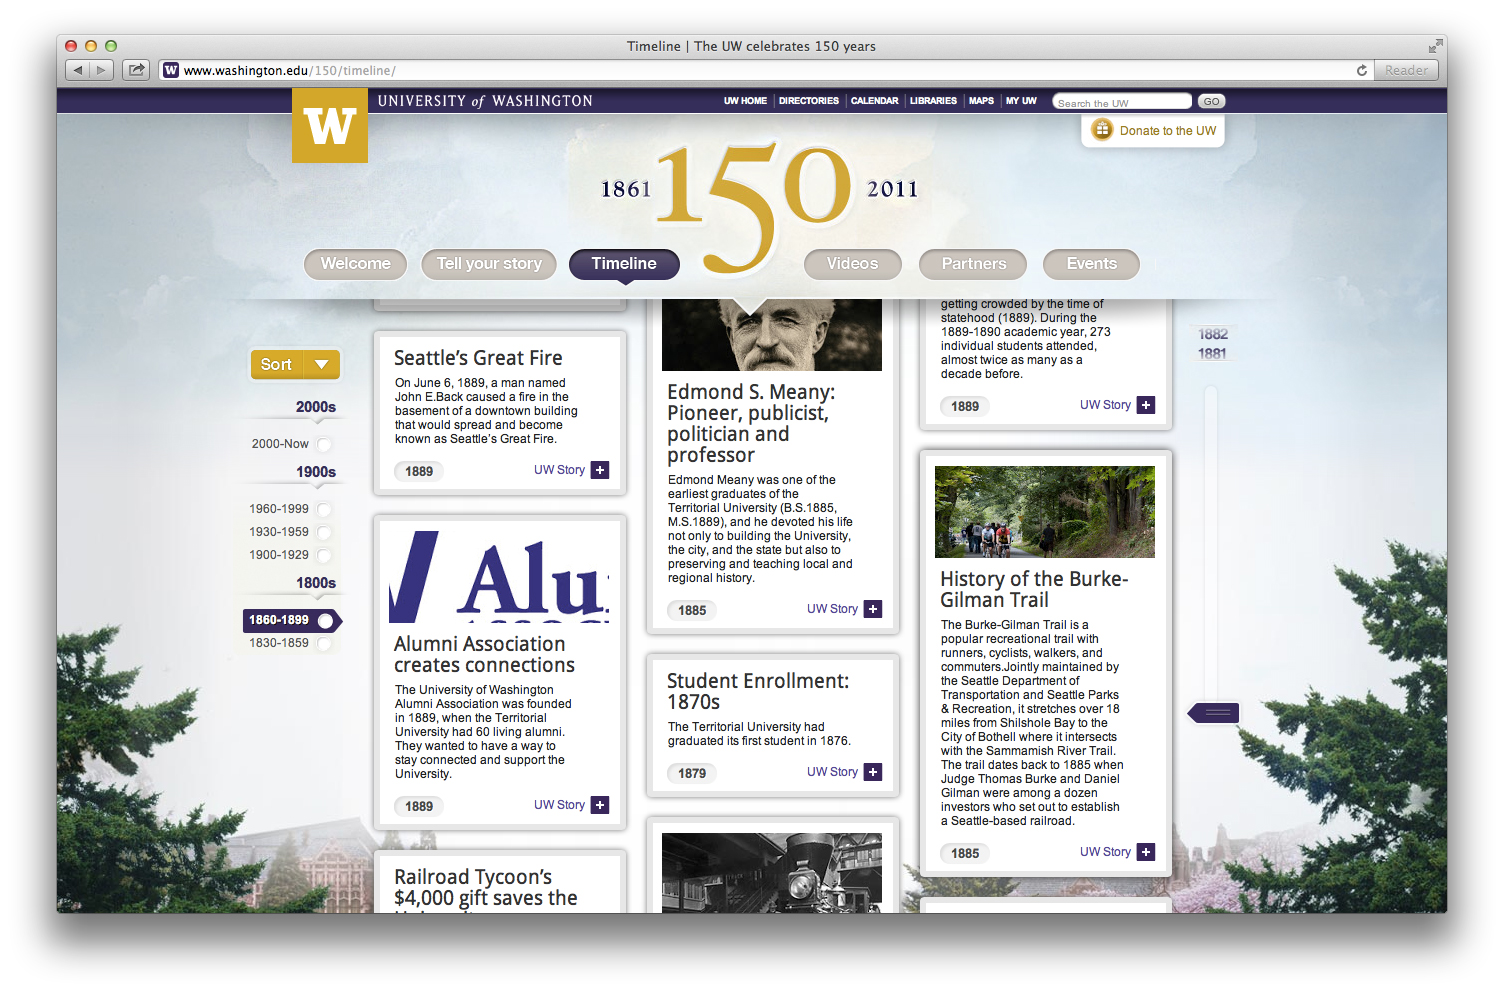 Timeline | The UW celebrates 150 years
www.washington.edu/150/timeline/
Reader
W
UNIVERSITY of WASHINGTON
UW HOME | DIRECTORIES | CALENDAR | LIBRARIES | MAPS | MY UW
Search the UW
GO
Donate to the UW
1861 150 2011
Welcome
Tell your story
Timeline
Videos
Partners
Events
Sort
2000s
2000-Now
1900s
1960-1999
1930-1959
1900-1929
1800s
1860-1899
1830-1859
Seattle's Great Fire
On June 6, 1889, a man named
John E.Back caused a fire in the
basement of a downtown building
that would spread and become
known as Seattle's Great Fire.
1889
UW Story +
W Alu
Alumni Association
creates connections
The University of Washington
Alumni Association was founded
in 1889, when the Territorial
University had 60 living alumni.
They wanted to have a way to
stay connected and support the
University.
1889
UW Story +
Railroad Tycoon's
$4,000 gift saves the
Edmond S. Meany:
Pioneer, publicist,
politician and
professor
Edmond Meany was one of the
earliest graduates of the
Territorial University (B.S.1885,
M.S.1889), and he devoted his life
not only to building the University,
the city, and the state but also to
preserving and teaching local and
regional history.
1885
UW Story +
Student Enrollment:
1870s
The Territorial University had
graduated its first student in 1876.
1879
UW Story +
getting crowded by the time of
statehood (1889). During the
1889-1890 academic year, 273
individual students attended,
almost twice as many as a
decade before.
1889
UW Story +
History of the Burke-
Gilman Trail
The Burke-Gilman Trail is a
popular recreational trail with
runners, cyclists, walkers, and
commuters.Jointly maintained by
the Seattle Department of
Transportation and Seattle Parks
& Recreation, it stretches over 18
miles from Shilshole Bay to the
City of Bothell where it intersects
with the Sammamish River Trail.
The trail dates back to 1885 when
Judge Thomas Burke and Daniel
Gilman were among a dozen
investors who set out to establish
a Seattle-based railroad.
1885
UW Story +
1882
1881